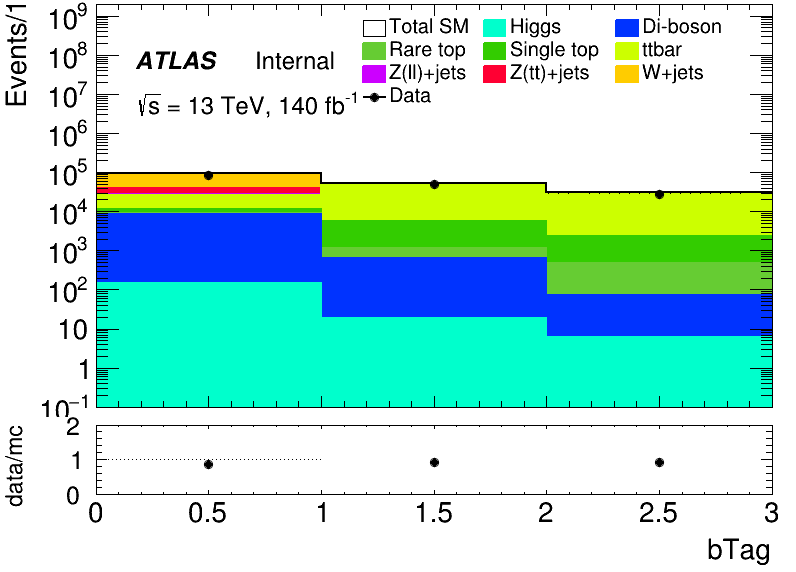 Events/1
10⁹
10⁸
10⁷
10⁶
10⁵
10⁴
10³
10²
10
1
10⁻¹
ATLAS Internal
√s = 13 TeV, 140 fb⁻¹
Total SM Higgs Di-boson
Rare top Single top ttbar
Z(ll)+jets Z(tt)+jets W+jets
Data
data/mc
2
1
0
0 0.5 1 1.5 2 2.5 3
bTag